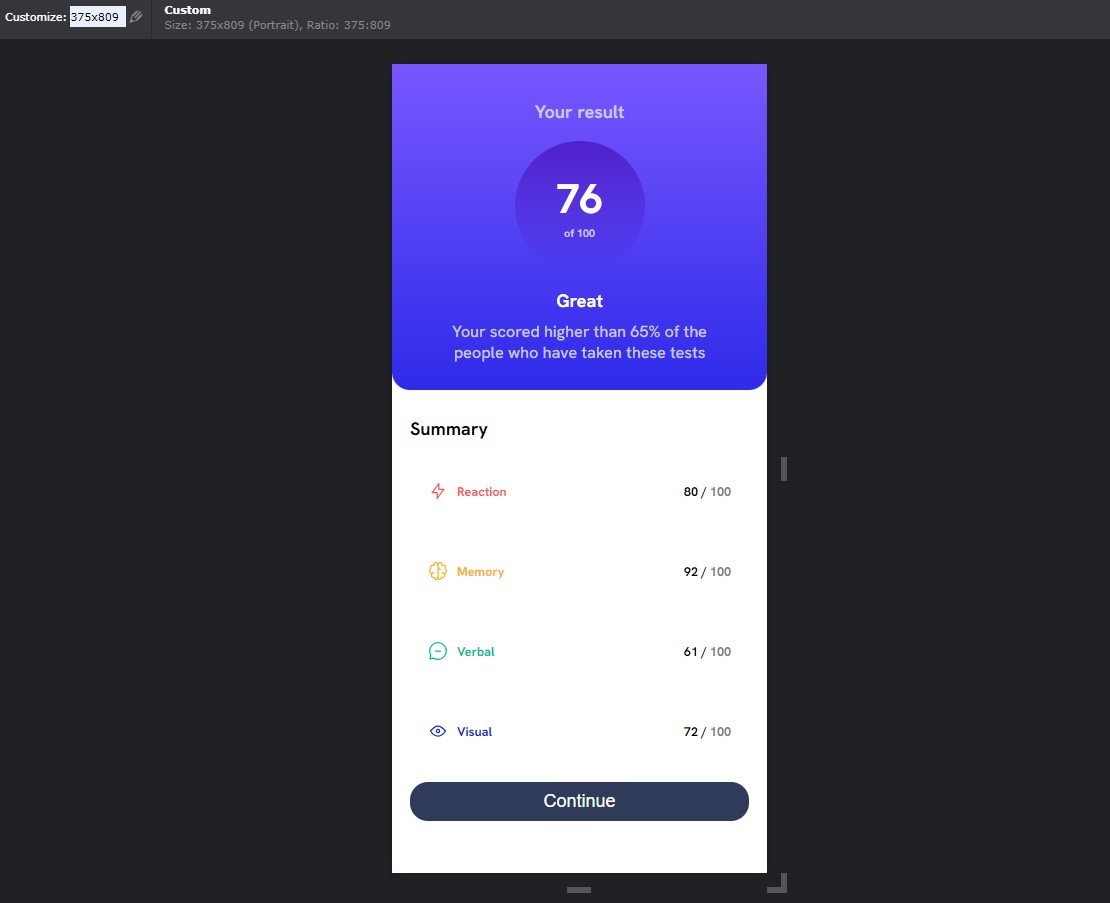 Customize: 375x809
Custom
Size: 375x809 (Portrait), Ratio: 375:809
Your result
76
of 100
Great
Your scored higher than 65% of the
people who have taken these tests
Summary
Reaction 80 / 100
Memory 92 / 100
Verbal 61 / 100
Visual 72 / 100
Continue